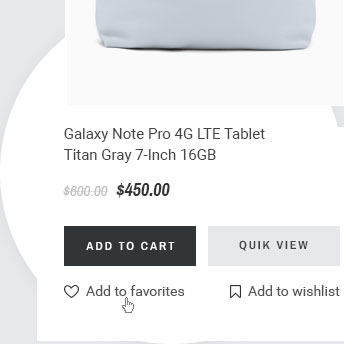 Galaxy Note Pro 4G LTE Tablet
Titan Gray 7-Inch 16GB
$600.00 $450.00
ADD TO CART
QUIK VIEW
Add to favorites
Add to wishlist